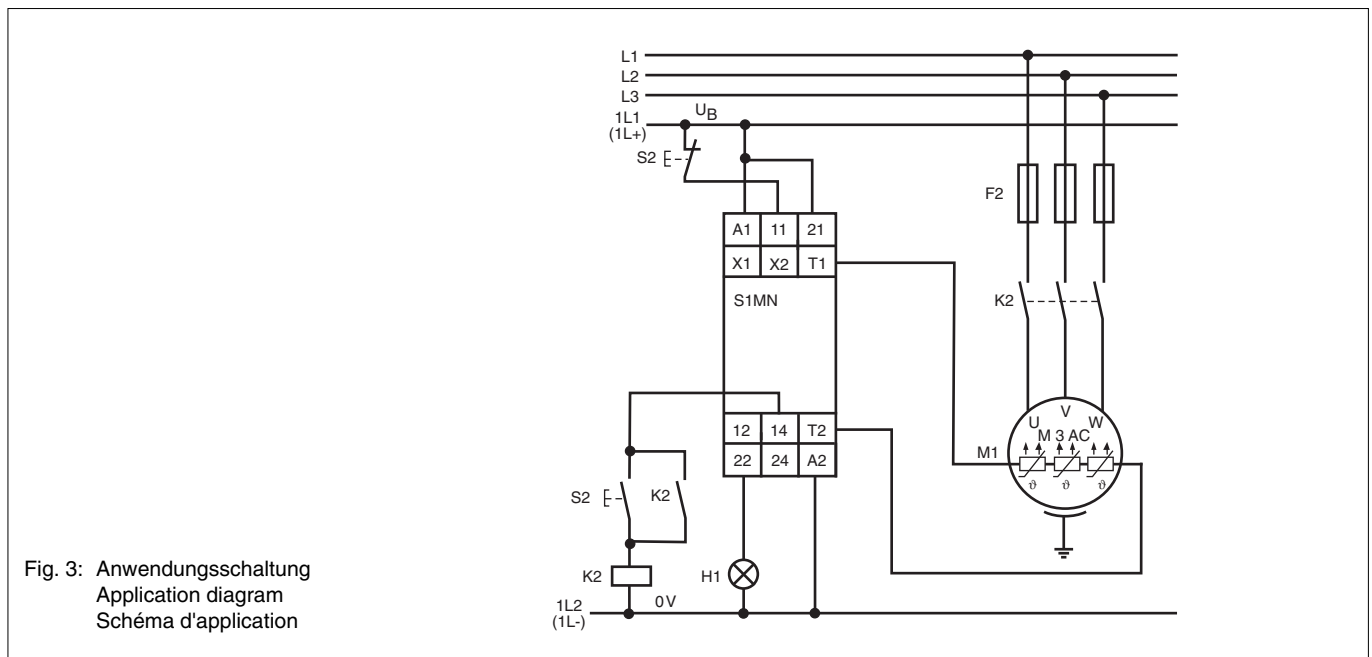 L1
L2
L3
1L1
(1L+)
UB
S2
F2
A1 11 21
X1 X2 T1
S1MN
K2
12 14 T2
22 24 A2
U V W
M 3 AC
M1
ϑ ϑ ϑ
S2
K2
K2
H1
1L2
(1L-)
0 V
Fig. 3: Anwendungsschaltung
Application diagram
Schéma d'application